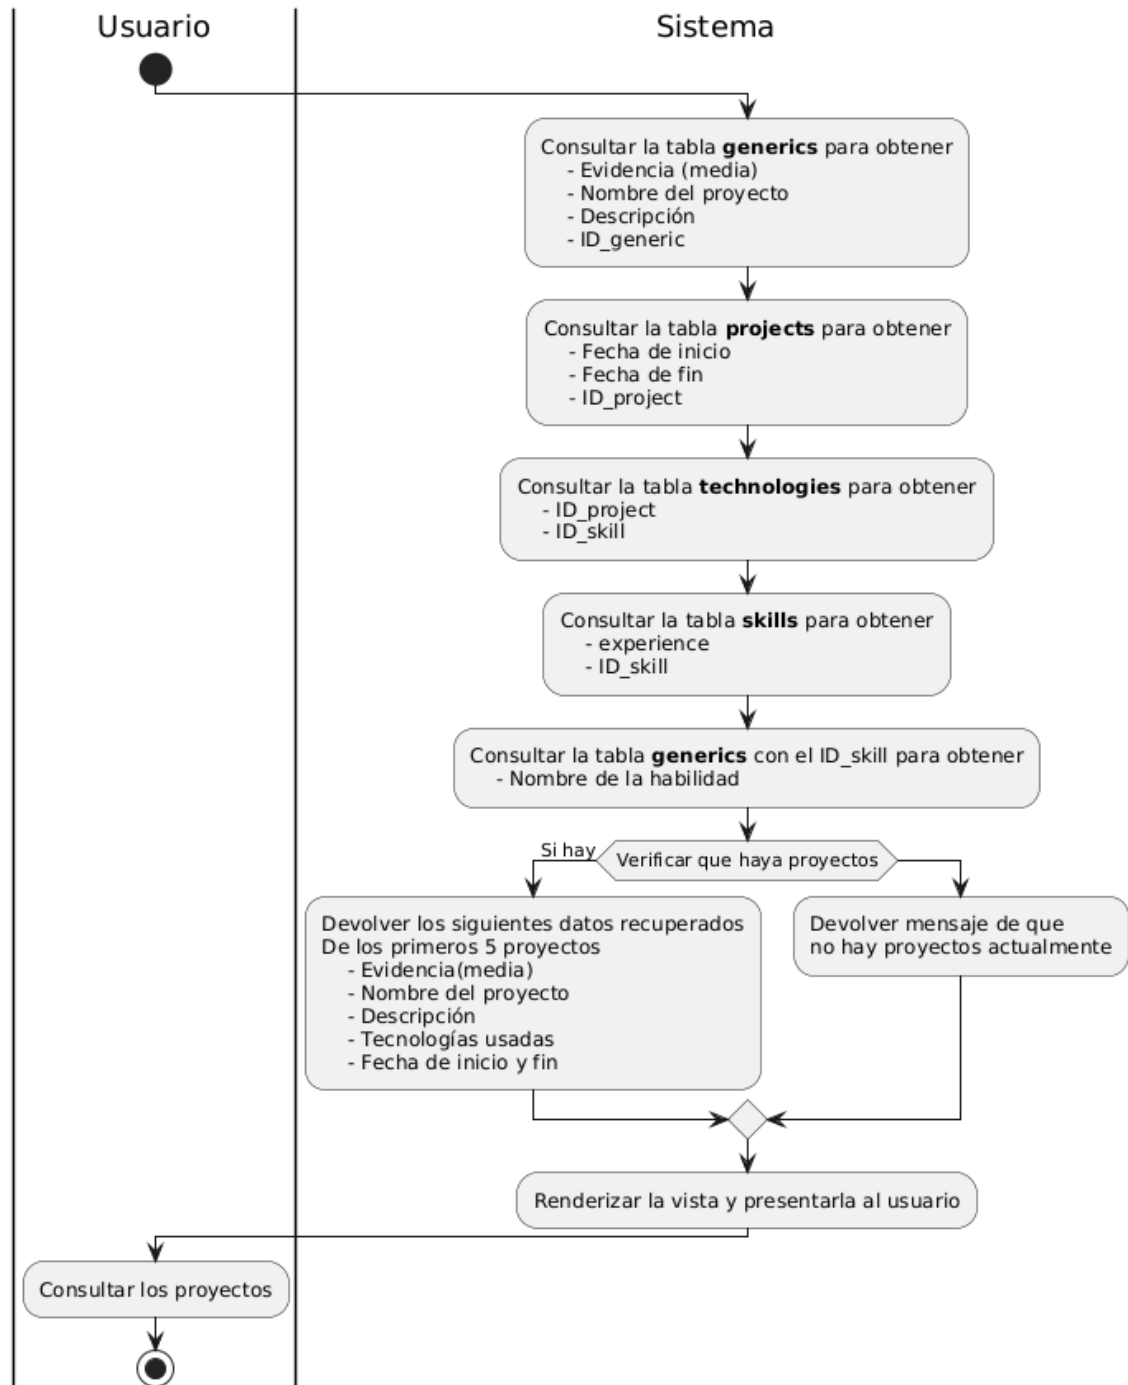 Usuario
Sistema
Consultar la tabla generics para obtener
- Evidencia (media)
- Nombre del proyecto
- Descripción
- ID_generic
Consultar la tabla projects para obtener
- Fecha de inicio
- Fecha de fin
- ID_project
Consultar la tabla technologies para obtener
- ID_project
- ID_skill
Consultar la tabla skills para obtener
- experience
- ID_skill
Consultar la tabla generics con el ID_skill para obtener
- Nombre de la habilidad
Si hay
Verificar que haya proyectos
Devolver los siguientes datos recuperados
De los primeros 5 proyectos
- Evidencia(media)
- Nombre del proyecto
- Descripción
- Tecnologías usadas
- Fecha de inicio y fin
Devolver mensaje de que
no hay proyectos actualmente
Renderizar la vista y presentarla al usuario
Consultar los proyectos